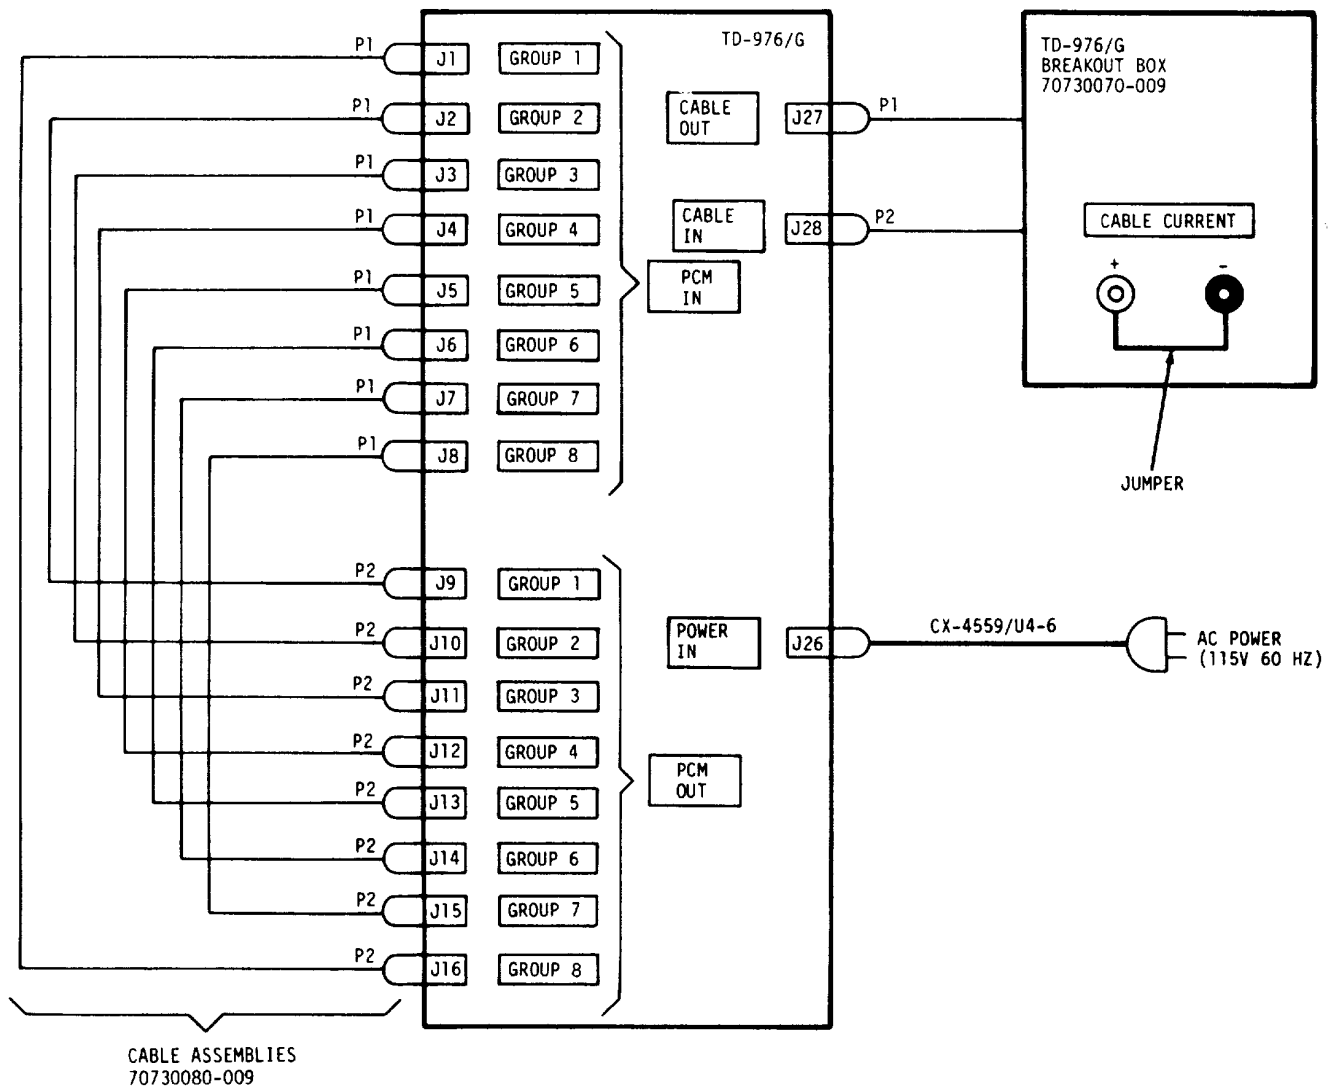 P1 J1 GROUP 1
P1 J2 GROUP 2
P1 J3 GROUP 3
P1 J4 GROUP 4
P1 J5 GROUP 5
P1 J6 GROUP 6
P1 J7 GROUP 7
P1 J8 GROUP 8
PCM
IN
P2 J9 GROUP 1
P2 J10 GROUP 2
P2 J11 GROUP 3
P2 J12 GROUP 4
P2 J13 GROUP 5
P2 J14 GROUP 6
P2 J15 GROUP 7
P2 J16 GROUP 8
PCM
OUT
CABLE ASSEMBLIES
70730080-009
TD-976/G
CABLE
OUT
J27 P1
CABLE
IN
J28 P2
POWER
IN
J26
CX-4559/U4-6
AC POWER
(115V 60 HZ)
TD-976/G
BREAKOUT BOX
70730070-009
CABLE CURRENT
+ -
JUMPER